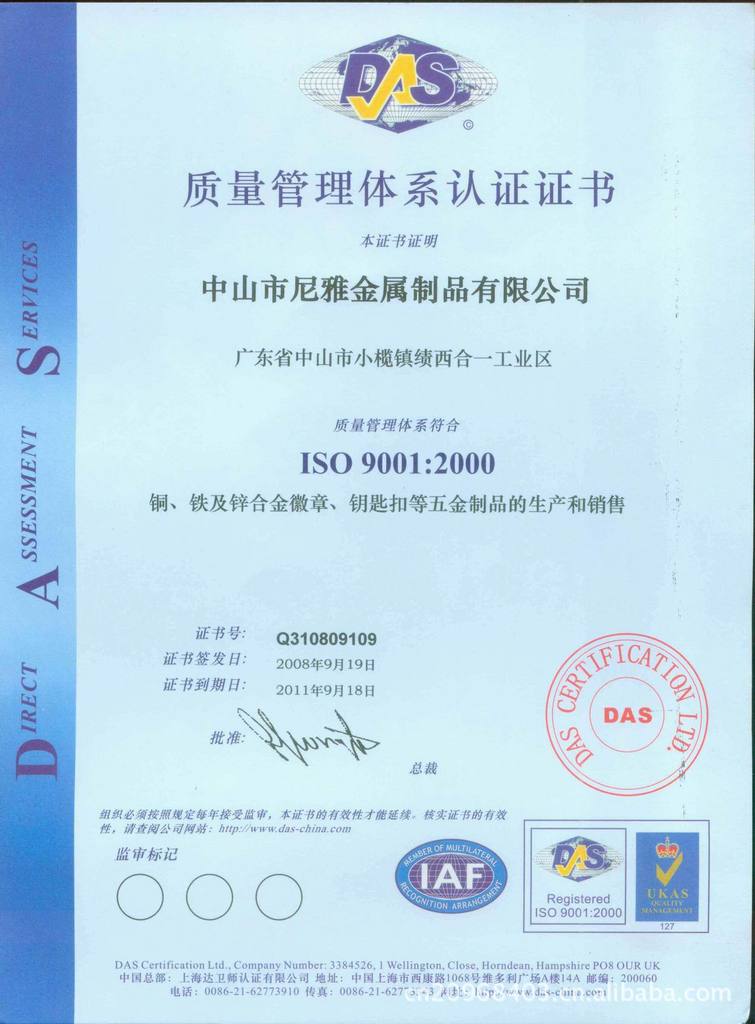 DAS
©
质量管理体系认证证书
本证书证明
中山市尼雅金属制品有限公司
广东省中山市小榄镇绩西合一工业区
质量管理体系符合
ISO 9001:2000
铜、铁及锌合金徽章、钥匙扣等五金制品的生产和销售
DIRECT ASSESSMENT SERVICES
证书号: Q310809109
证书签发日: 2008年9月19日
证书到期日: 2011年9月18日
批准:
总裁
DAS CERTIFICATION LTD.
DAS
组织必须按照规定每年接受监审，本证书的有效性才能延续。核实证书的有效
性，请查阅公司网站：http://www.das-china.com
监审标记
MEMBER OF MULTILATERAL
IAF
RECOGNITION ARRANGEMENT
DAS
Registered
ISO 9001:2000
UKAS
QUALITY
MANAGEMENT
127
DAS Certification Ltd., Company Number: 3384526, 1 Wellington, Close, Horndean, Hampshire PO8 OUR UK
中国总部：上海达卫师认证有限公司 地址：中国上海市西康路1068号维多利广场A楼14A 邮编：200060
电话：0086-21-62773910 传真：0086-21-62773 网址：http://www.das-china.com